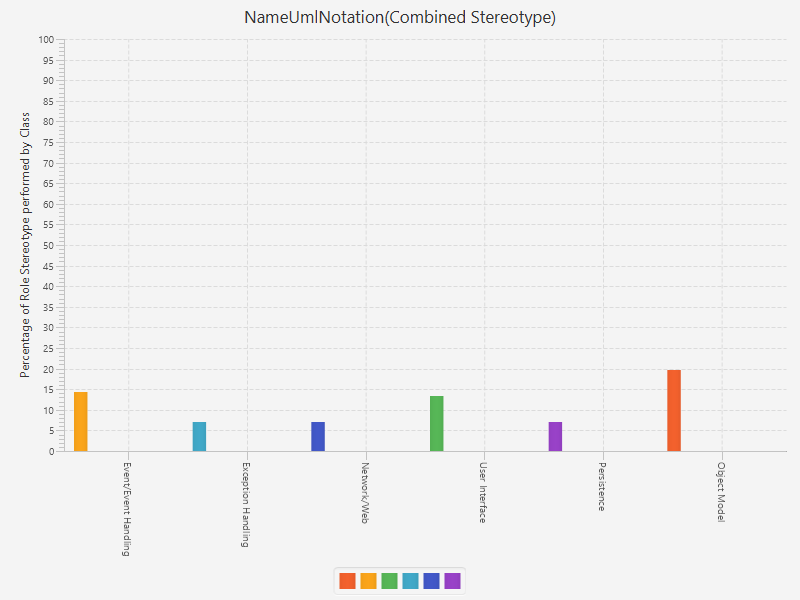 NameUmlNotation(Combined Stereotype)
Percentage of Role Stereotype performed by Class
100
95
90
85
80
75
70
65
60
55
50
45
40
35
30
25
20
15
10
5
0
Event/Event Handling
Exception Handling
Network/Web
User Interface
Persistence
Object Model